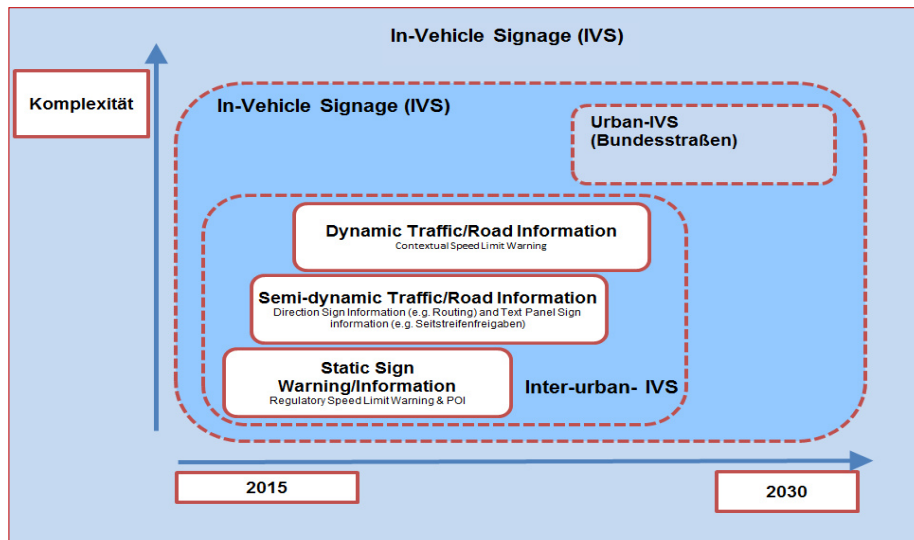 In-Vehicle Signage (IVS)
Komplexität
In-Vehicle Signage (IVS)
Urban-IVS
(Bundesstraßen)
Dynamic Traffic/Road Information
Contextual Speed Limit Warning
Semi-dynamic Traffic/Road Information
Direction Sign Information (e.g. Routing) and Text Panel Sign
information (e.g. Seitstreifenfreigaben)
Static Sign
Warning/Information
Regulatory Speed Limit Warning & POI
Inter-urban- IVS
2015
2030